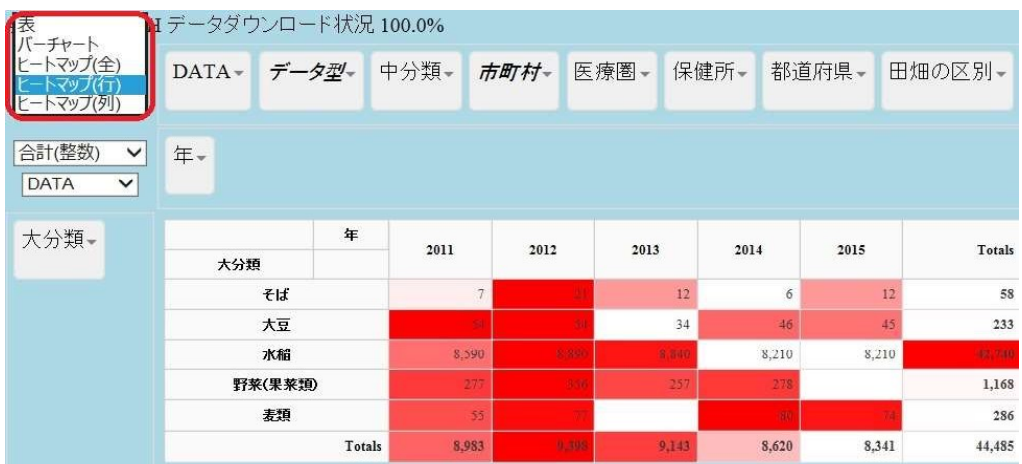 表
バーチャート
ヒートマップ(全)
ヒートマップ(行)
ヒートマップ(列)
データダウンロード状況 100.0%
DATA データ型 中分類 市町村 医療圏 保健所 都道府県 田畑の区別
合計(整数)
DATA
年
大分類
年 2011 2012 2013 2014 2015 Totals
大分類
そば 7 21 12 6 12 58
大豆 54 54 34 46 45 233
水稲 8,590 8,890 8,840 8,210 8,210 42,740
野菜(果菜類) 277 356 257 278 1,168
麦類 55 77 80 74 286
Totals 8,983 9,398 9,143 8,620 8,341 44,485